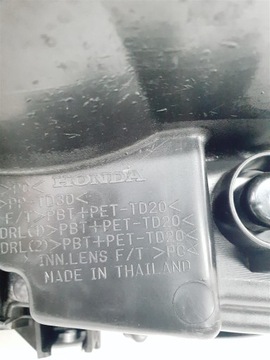 HONDA
>PP-TD30<
F/T >PBT+PET-TD20<
DRL(1)>PBT+PET-TD20<
DRL(2)>PBT+PET-TD20<
INN.LENS F/T >PC<
MADE IN THAILAND